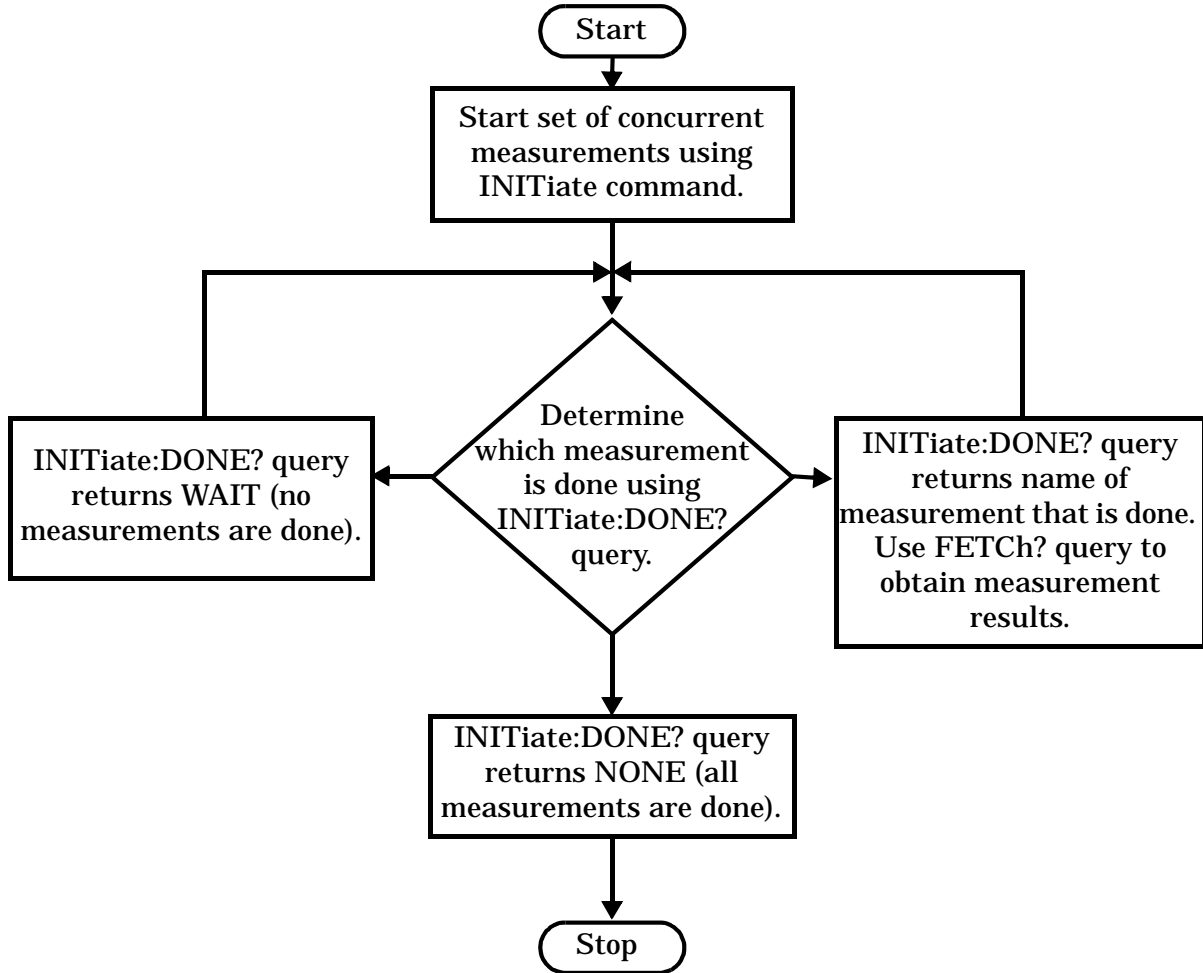 Start
Start set of concurrent
measurements using
INITiate command.
Determine
which measurement
is done using
INITiate:DONE?
query.
INITiate:DONE? query
returns WAIT (no
measurements are done).
INITiate:DONE? query
returns name of
measurement that is done.
Use FETCh? query to
obtain measurement
results.
INITiate:DONE? query
returns NONE (all
measurements are done).
Stop